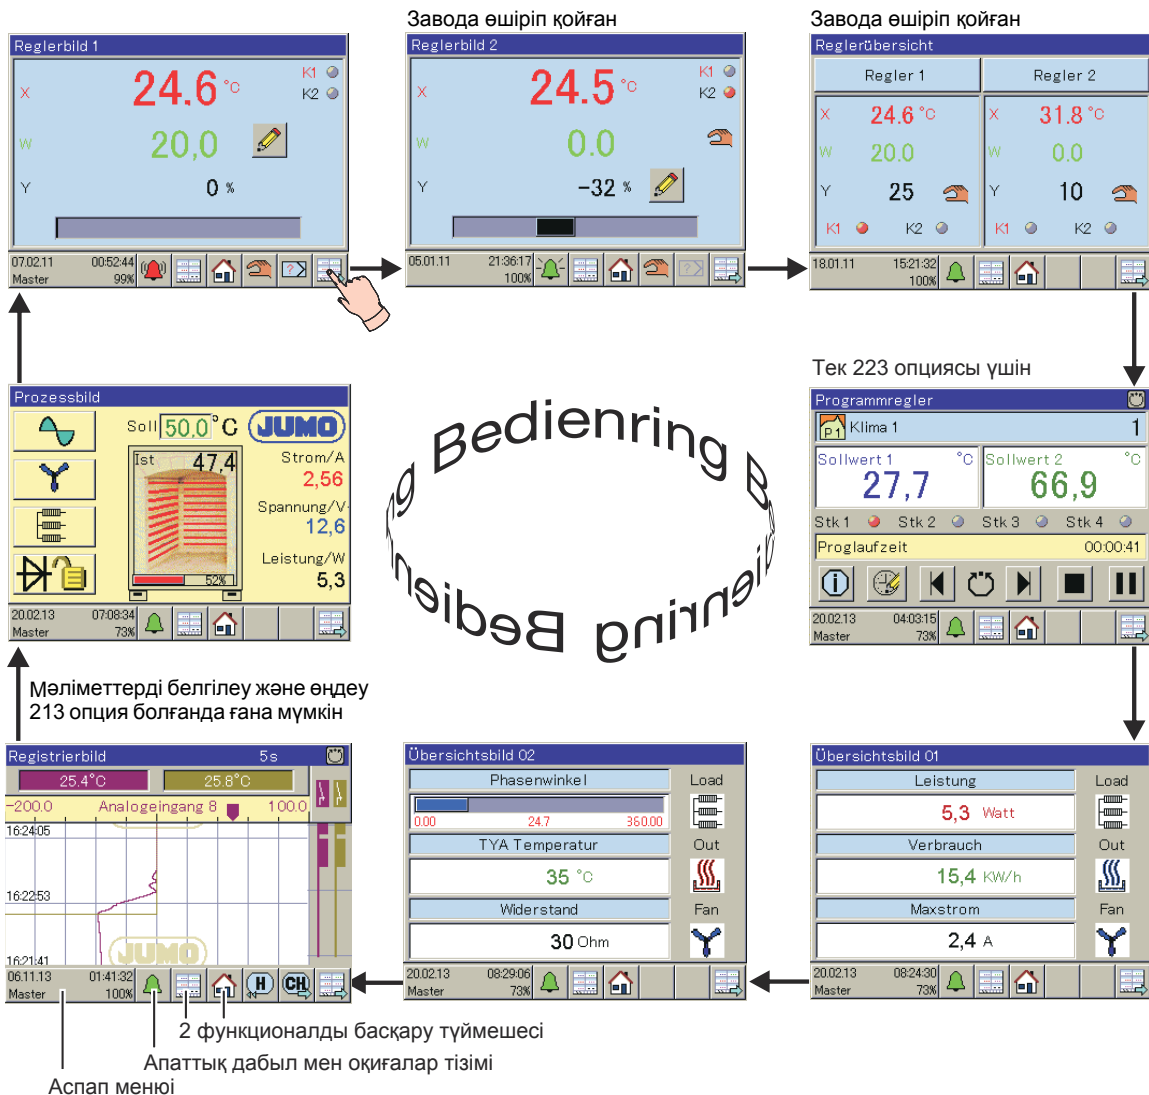 Завода өшіріп қойған
Завода өшіріп қойған
Reglerbild 1
X 24.6 °C K1
K2
W 20,0
Y 0 %
07.02.11 00:52:44
Master 99%
Reglerbild 2
X 24.5 °C K1
K2
W 0.0
Y -32 %
05.01.11 21:36:17
100%
Reglerübersicht
Regler 1 Regler 2
X 24.6 °C X 31.8 °C
W 20.0 W 0.0
Y 25 Y 10
K1 K2 K1 K2
18.01.11 15:21:32
100%
Тек 223 опциясы үшін
Prozessbild
Soll 50,0 °C JUMO
Ist 47,4 Strom/A
2,56
Spannung/V
12,6
Leistung/W
52% 5,3
20.02.13 07:08:34
Master 73%
Bedienring Bedienring Bedienring
Programmregler
P1 Klima 1 1
Sollwert 1 °C Sollwert 2 °C
27,7 66,9
Stk 1 Stk 2 Stk 3 Stk 4
Proglaufzeit 00:00:41
20.02.13 04:03:15
Master 73%
Мәліметтерді белгілеу және өңдеу
213 опция болғанда ғана мүмкін
Registrierbild 5s
25.4°C 25.8°C
-200.0 Analogeingang 8 100.0
16:24:05
16:22:53
JUMO
16:21:41
06.11.13 01:41:32
Master 100% H CH
Übersichtsbild 02
Phasenwinkel Load
0.00 24.7 360.00
TYA Temperatur Out
35 °C
Widerstand Fan
30 Ohm
20.02.13 08:29:06
Master 73%
Übersichtsbild 01
Leistung Load
5,3 Watt
Verbrauch Out
15,4 KW/h
Maxstrom Fan
2,4 A
20.02.13 08:24:30
Master 73%
2 функционалды басқару түймешесі
Апаттық дабыл мен оқиғалар тізімі
Аспап менюі